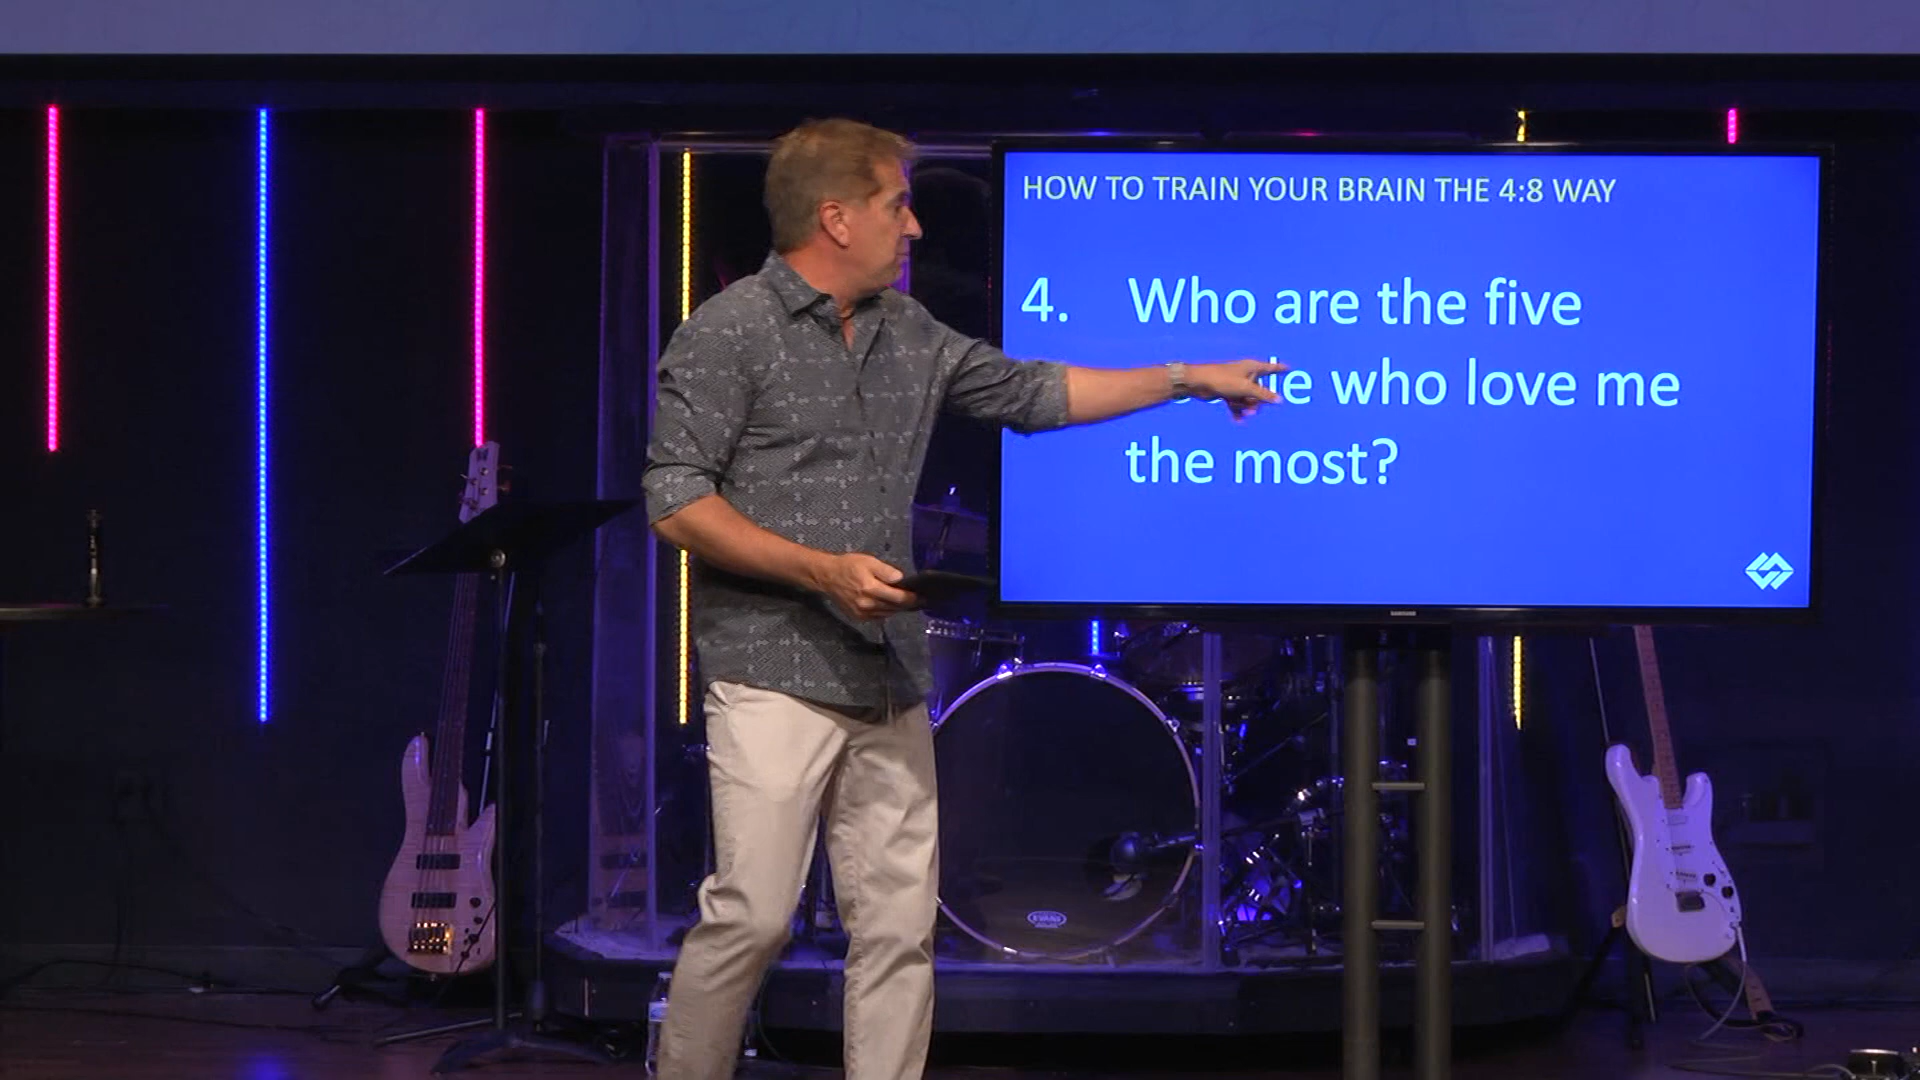 HOW TO TRAIN YOUR BRAIN THE 4:8 WAY
4. Who are the five
who love me
the most?
EVANS